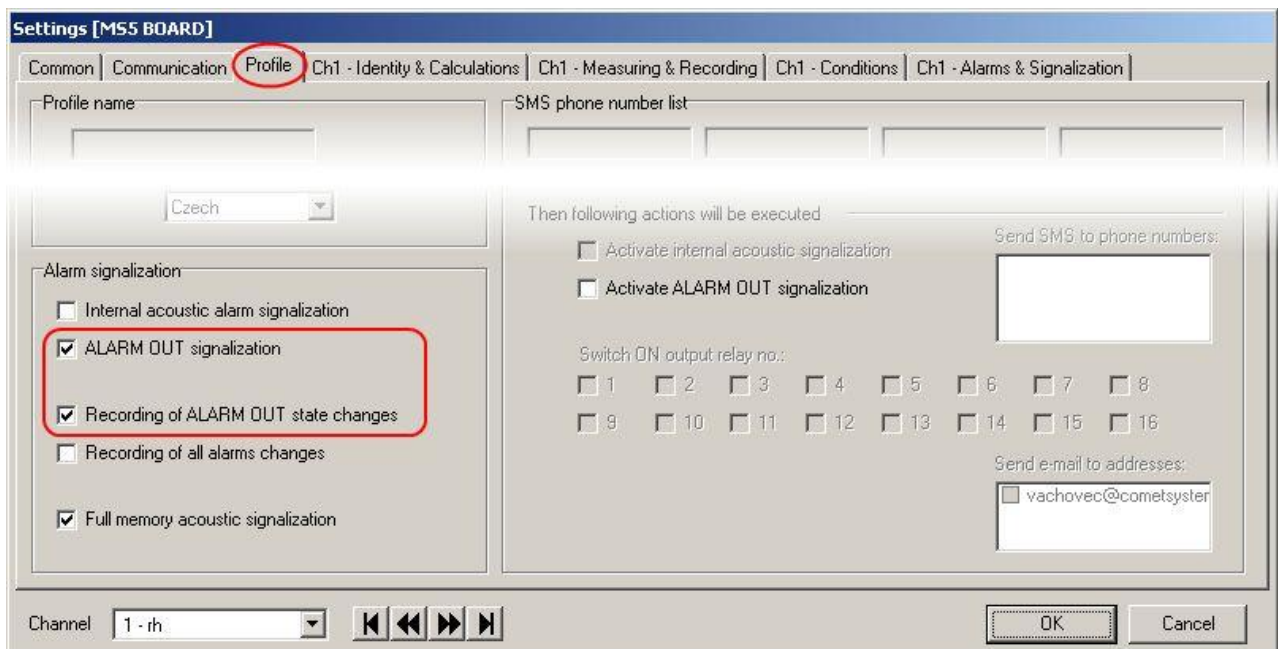 Settings [MS5 BOARD]
Common Communication Profile Ch1 - Identity & Calculations Ch1 - Measuring & Recording Ch1 - Conditions Ch1 - Alarms & Signalization
Profile name
Czech
Alarm signalization
Internal acoustic alarm signalization
ALARM OUT signalization
Recording of ALARM OUT state changes
Recording of all alarms changes
Full memory acoustic signalization
SMS phone number list
Then following actions will be executed
Activate internal acoustic signalization
Activate ALARM OUT signalization
Send SMS to phone numbers:
Switch ON output relay no.:
1 2 3 4 5 6 7 8
9 10 11 12 13 14 15 16
Send e-mail to addresses:
vachovec@cometsyster
Channel 1 - rh OK Cancel